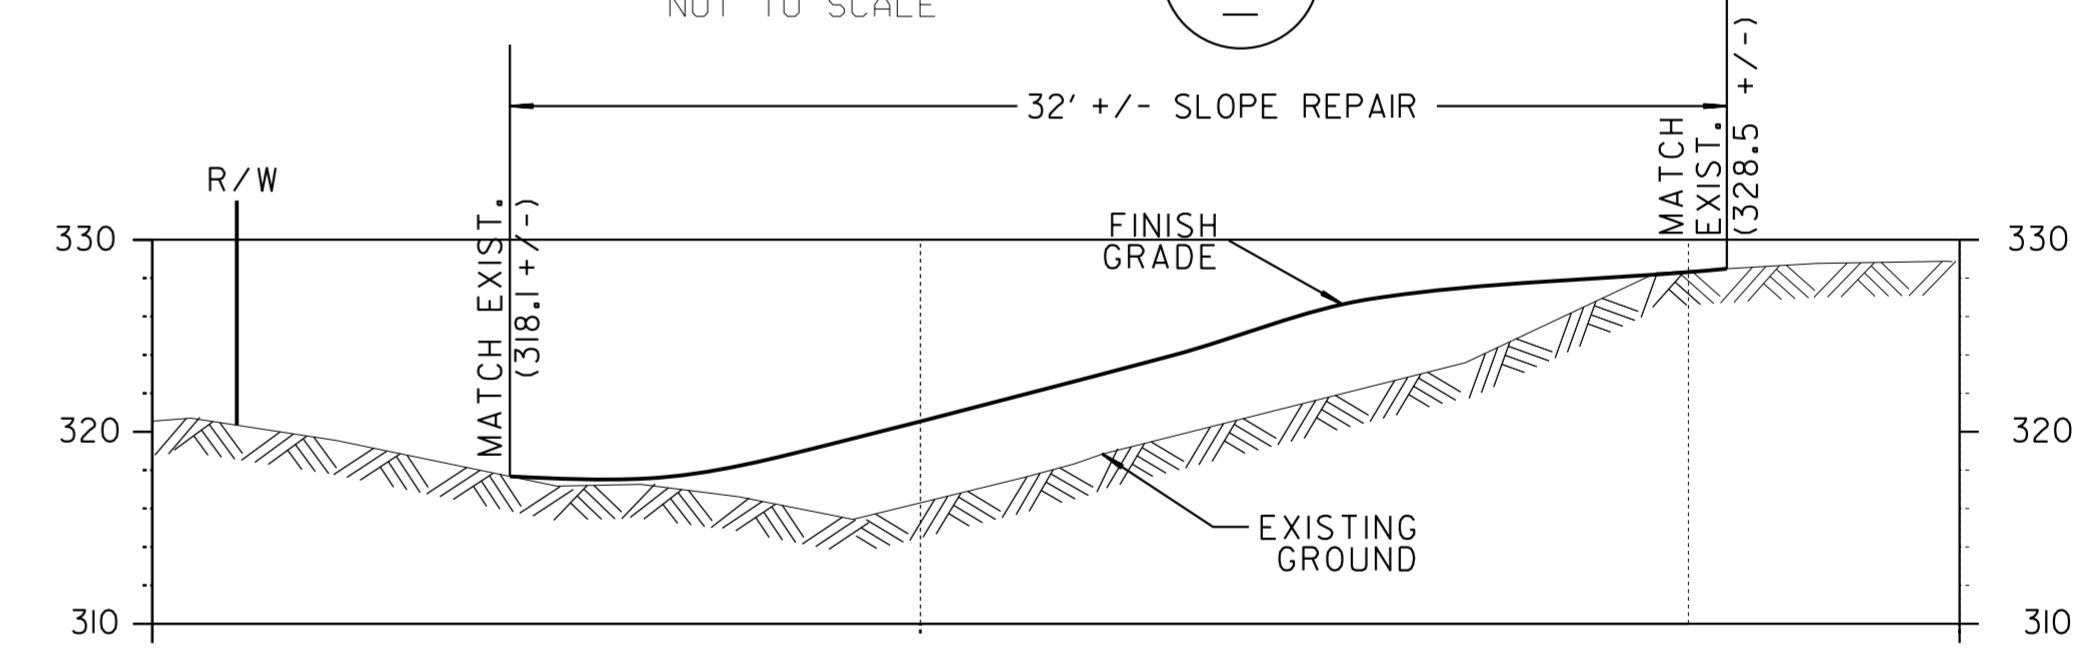 NOT TO SCALE
32' +/- SLOPE REPAIR
R/W
MATCH EXIST.
(318.1 +/-)
MATCH
EXIST.
(328.5 +/-)
FINISH
GRADE
330
330
320
320
EXISTING
GROUND
310
310